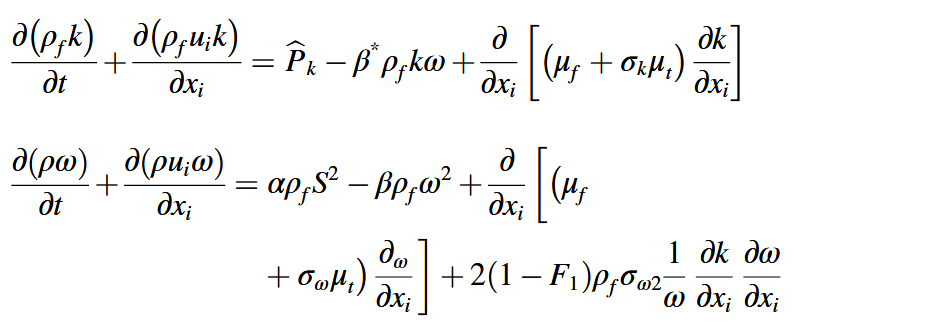 ∂(ρ_f k)/∂t + ∂(ρ_f u_i k)/∂x_i = P̂_k − β^* ρ_f kω + ∂/∂x_i [(μ_f + σ_k μ_t) ∂k/∂x_i]
∂(ρω)/∂t + ∂(ρu_i ω)/∂x_i = αρ_f S^2 − βρ_f ω^2 + ∂/∂x_i [(μ_f
+ σ_ω μ_t) ∂_ω/∂x_i] + 2(1 − F_1)ρ_f σ_ω2 1/ω ∂k/∂x_i ∂ω/∂x_i